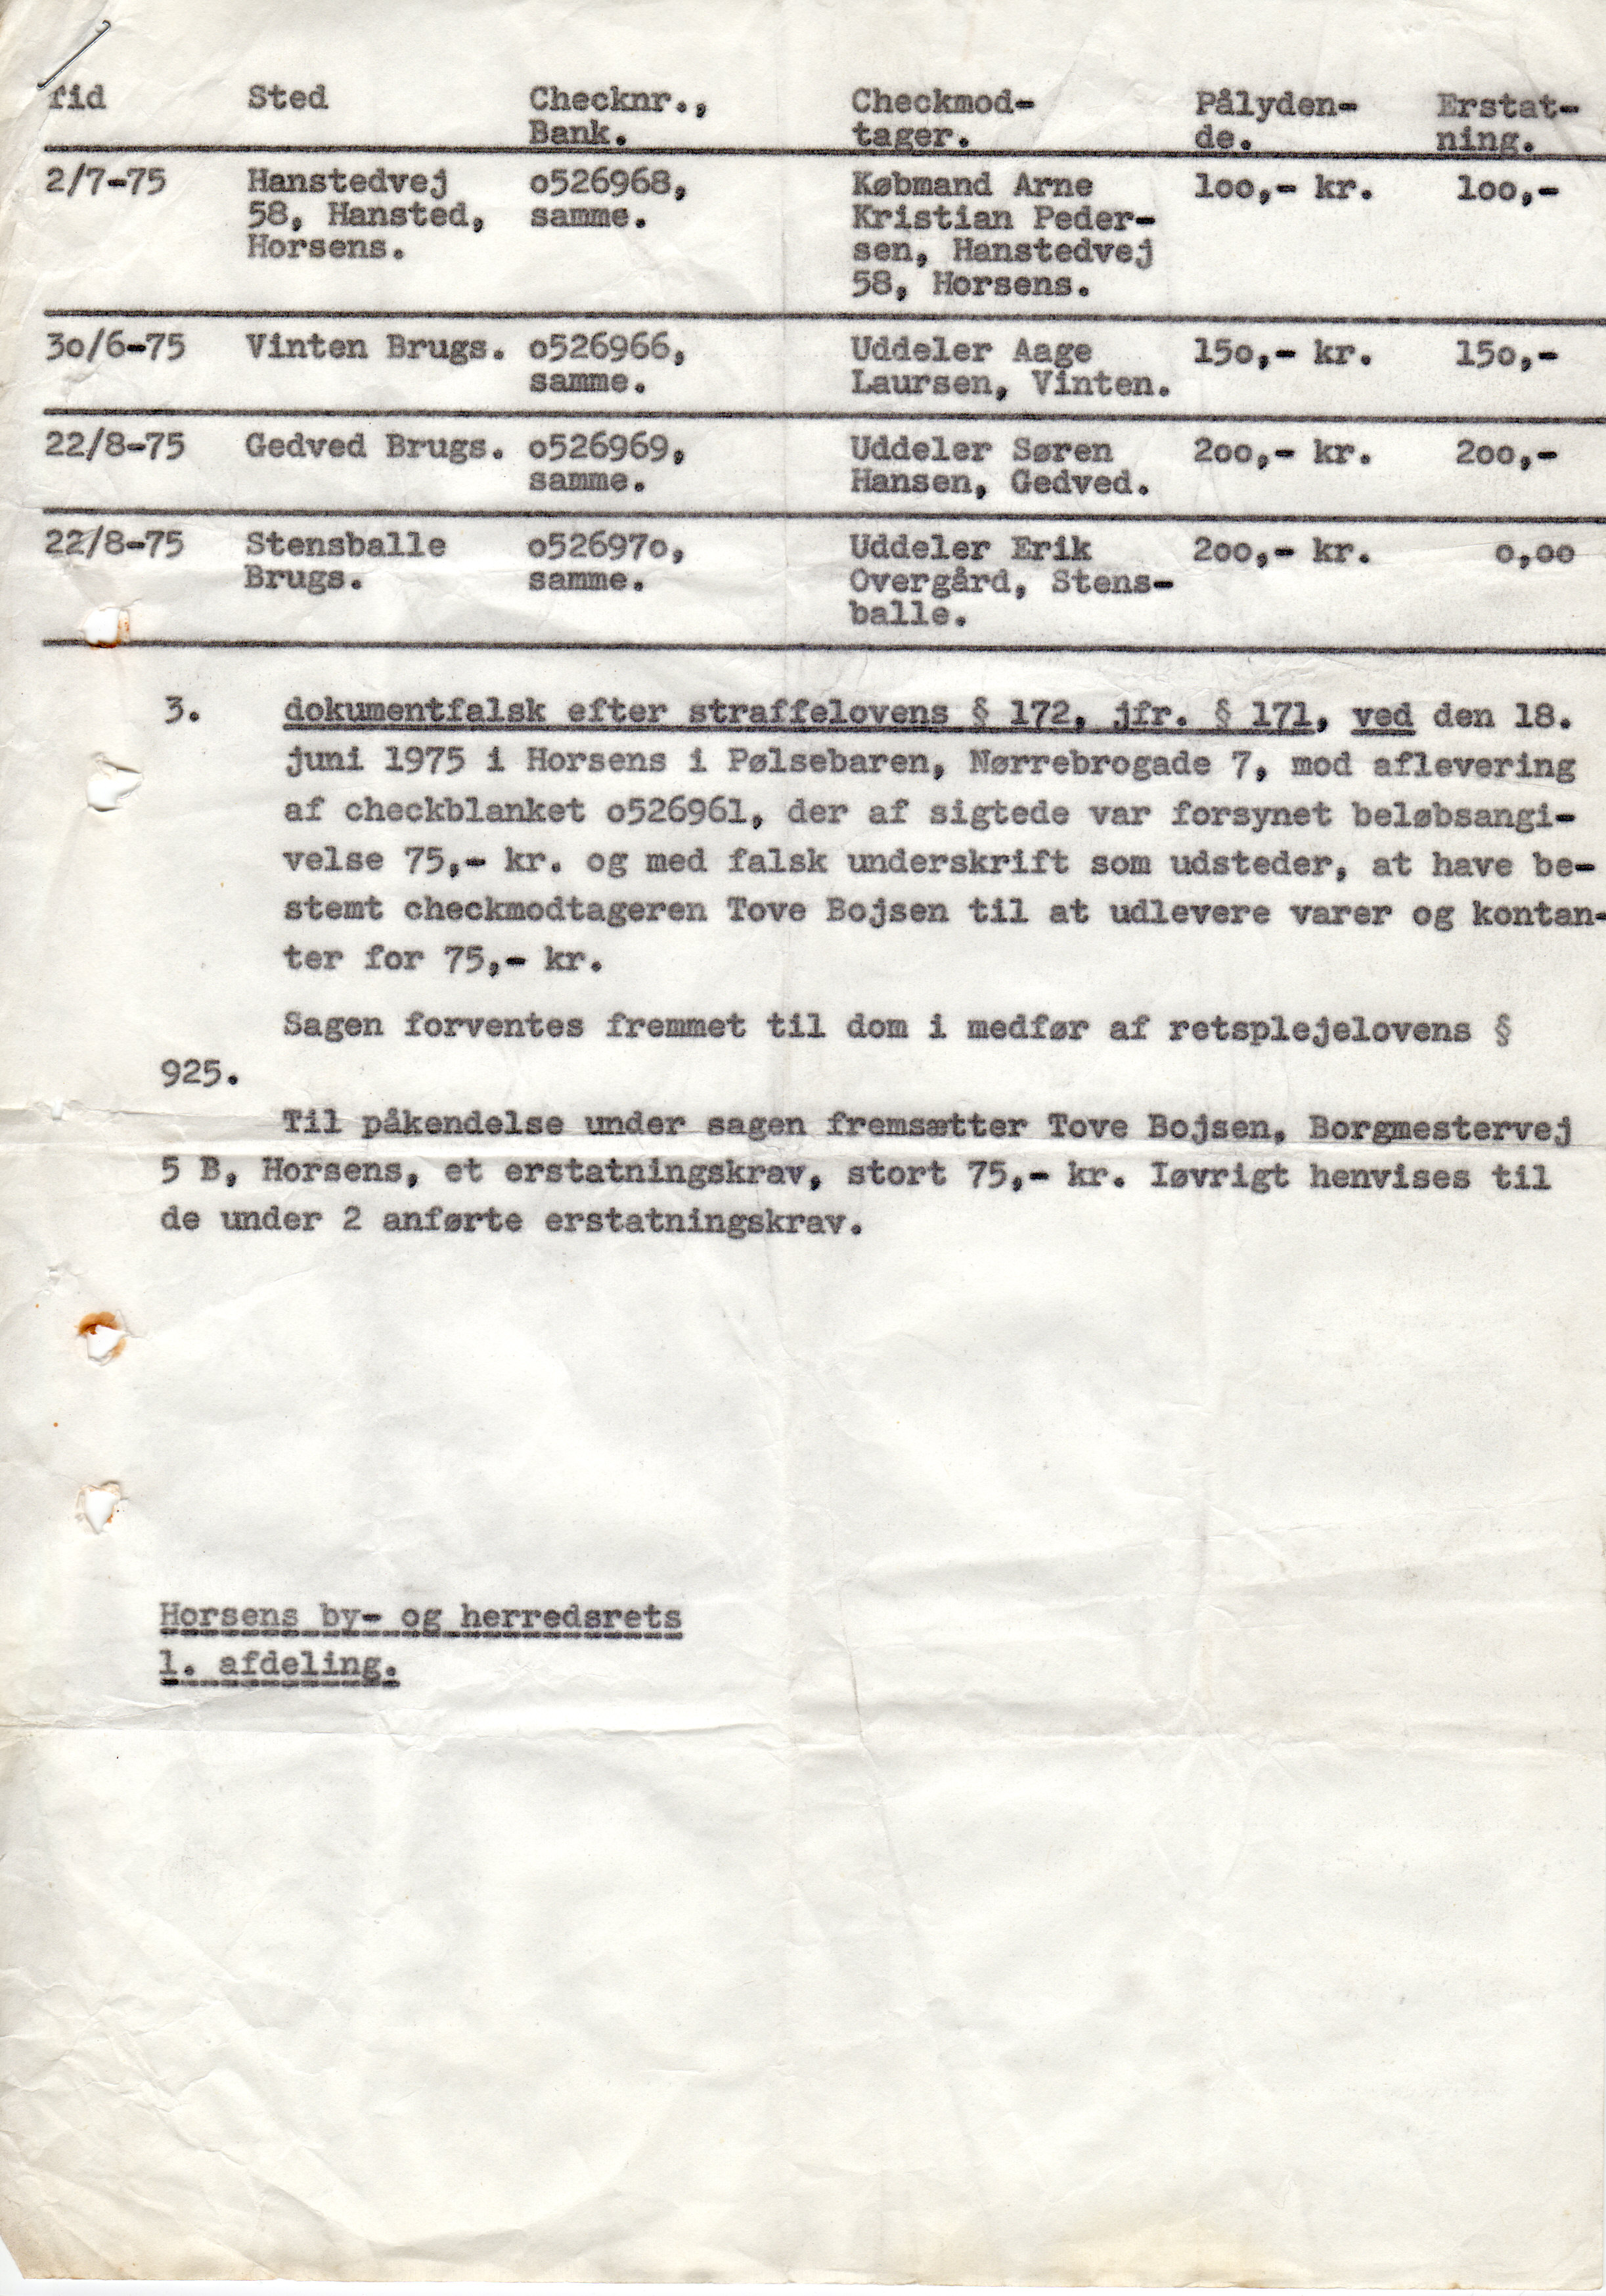 Tid Sted Checknr., Checkmod- Pålyden- Erstat-
Bank. tager. de. ning.
2/7-75 Hanstedvej o526968, Købmand Arne loo,- kr. loo,-
58, Hansted, samme. Kristian Peder-
Horsens. sen, Hanstedvej
58, Horsens.
3o/6-75 Vinten Brugs. o526966, Uddeler Aage 15o,- kr. 15o,-
samme. Laursen, Vinten.
22/8-75 Gedved Brugs. o526969, Uddeler Søren 2oo,- kr. 2oo,-
samme. Hansen, Gedved.
22/8-75 Stensballe o52697o, Uddeler Erik 2oo,- kr. o,oo
Brugs. samme. Overgård, Stens-
balle.
3. dokumentfalsk efter straffelovens § 172, jfr. § 171, ved den 18.
juni 1975 i Horsens i Pølsebaren, Nørrebrogade 7, mod aflevering
af checkblanket o526961, der af sigtede var forsynet beløbsangi-
velse 75,- kr. og med falsk underskrift som udsteder, at have be-
stemt checkmodtageren Tove Bojsen til at udlevere varer og kontan-
ter for 75,- kr.
Sagen forventes fremmet til dom i medfør af retsplejelovens §
925.
Til påkendelse under sagen fremsætter Tove Bojsen, Borgmestervej
5 B, Horsens, et erstatningskrav, stort 75,- kr. Iøvrigt henvises til
de under 2 anførte erstatningskrav.
Horsens by- og herredsrets
1. afdeling.